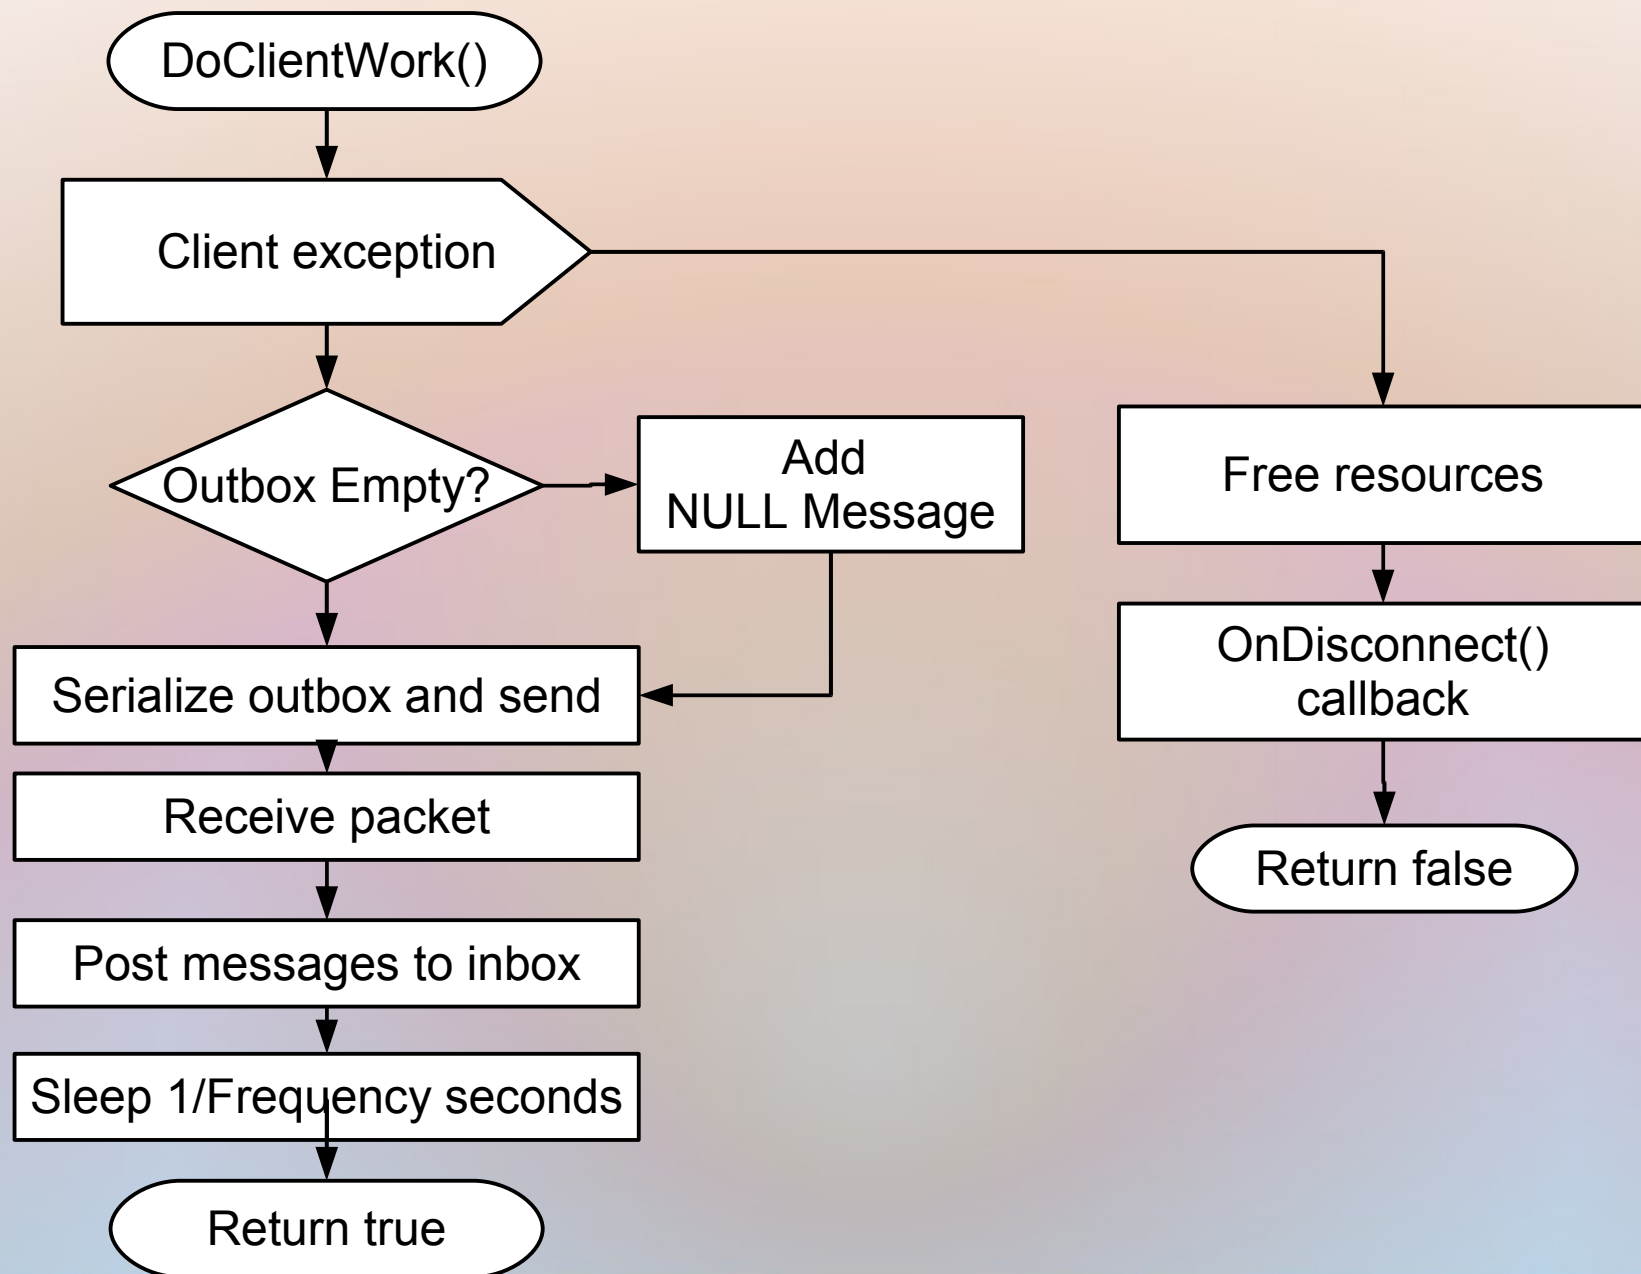 DoClientWork()
Client exception
Outbox Empty?
Add
NULL Message
Serialize outbox and send
Receive packet
Post messages to inbox
Sleep 1/Frequency seconds
Return true
Free resources
OnDisconnect()
callback
Return false